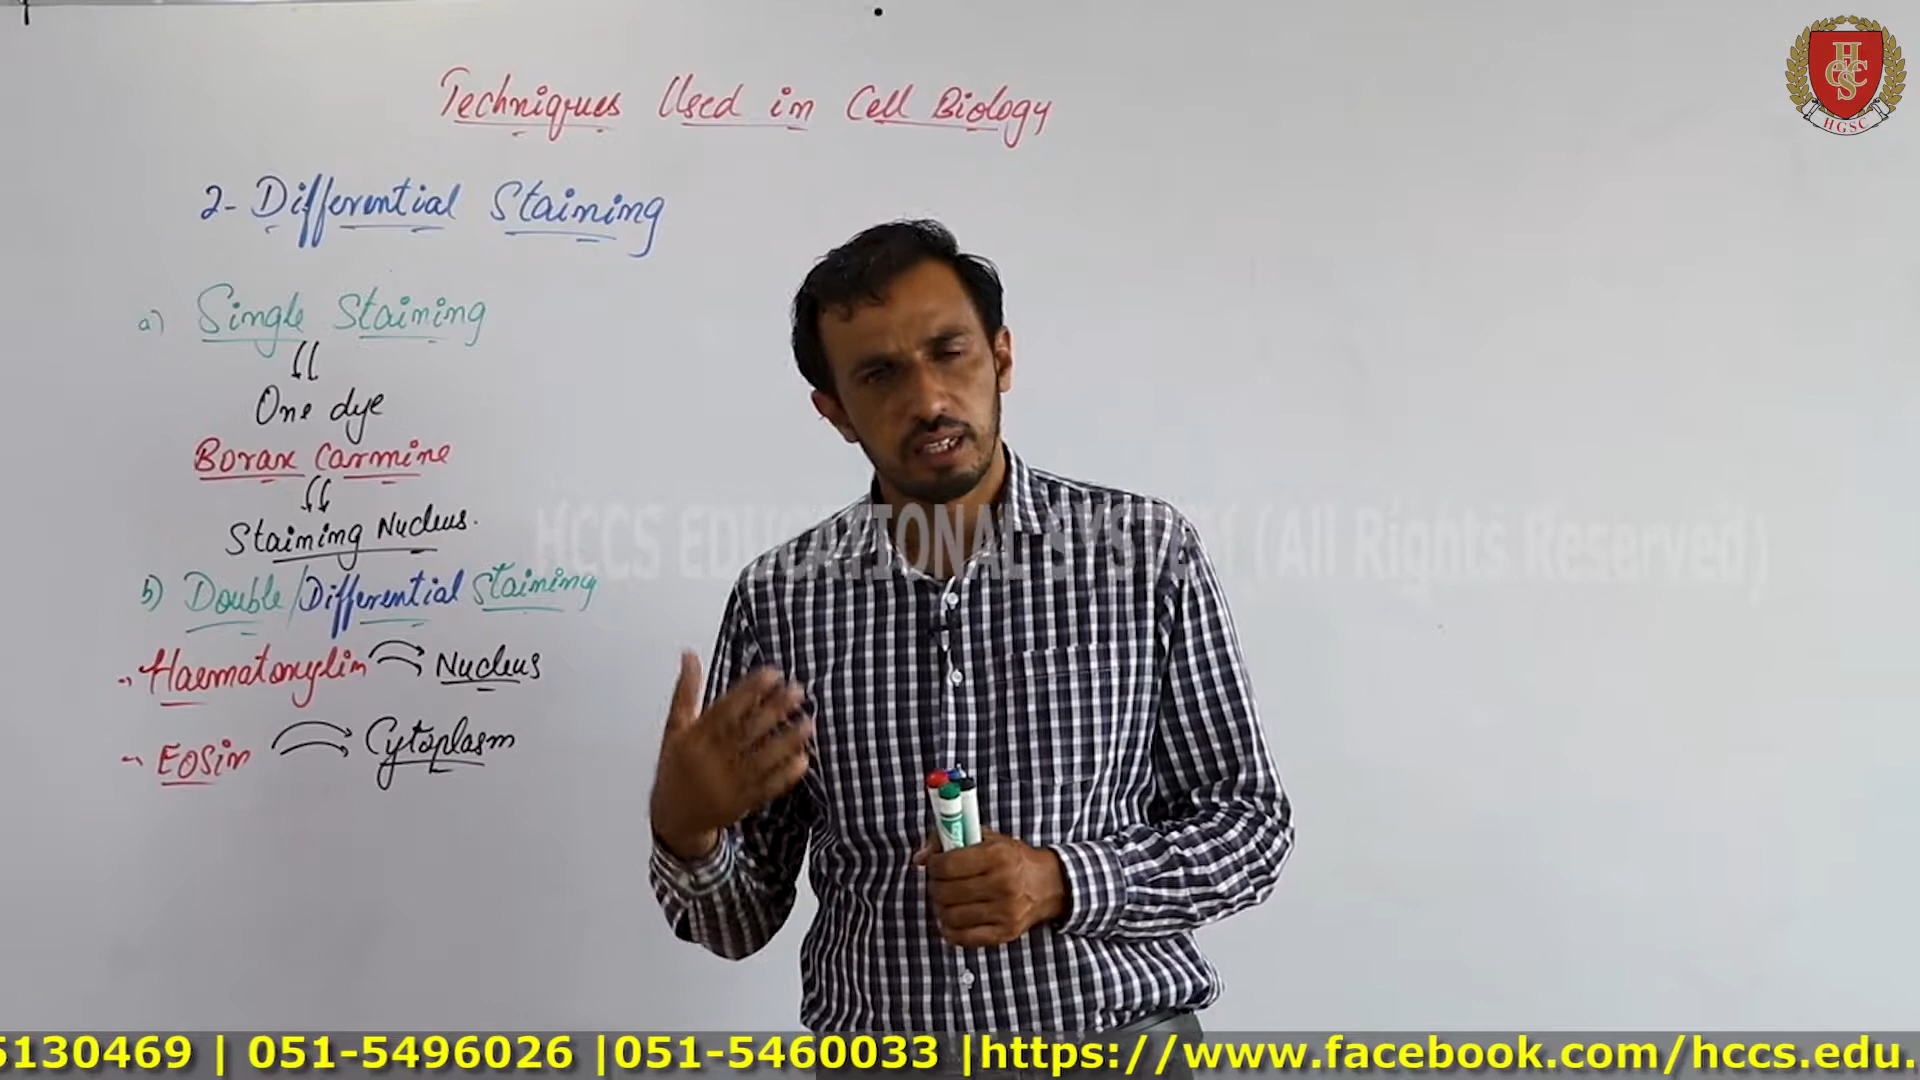 Techniques Used in Cell Biology
2- Differential Staining
a) Single Staining
One dye
Borax Carmine
Staining Nucleus.
b) Double/Differential Staining
Haematoxylin Nucleus
Eosin Cytoplasm
HCCS EDUCATIONAL SYSTEM (All Rights Reserved)
HGSC
HGSC
5130469 | 051-5496026 |051-5460033 |https://www.facebook.com/hccs.edu.